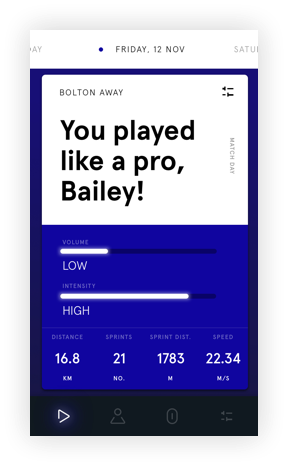 DAY
FRIDAY, 12 NOV
SATU
BOLTON AWAY
You played
like a pro,
Bailey!
MATCH DAY
VOLUME
LOW
INTENSITY
HIGH
DISTANCE SPRINTS SPRINT DIST. SPEED
16.8 21 1783 22.34
KM NO. M M/S